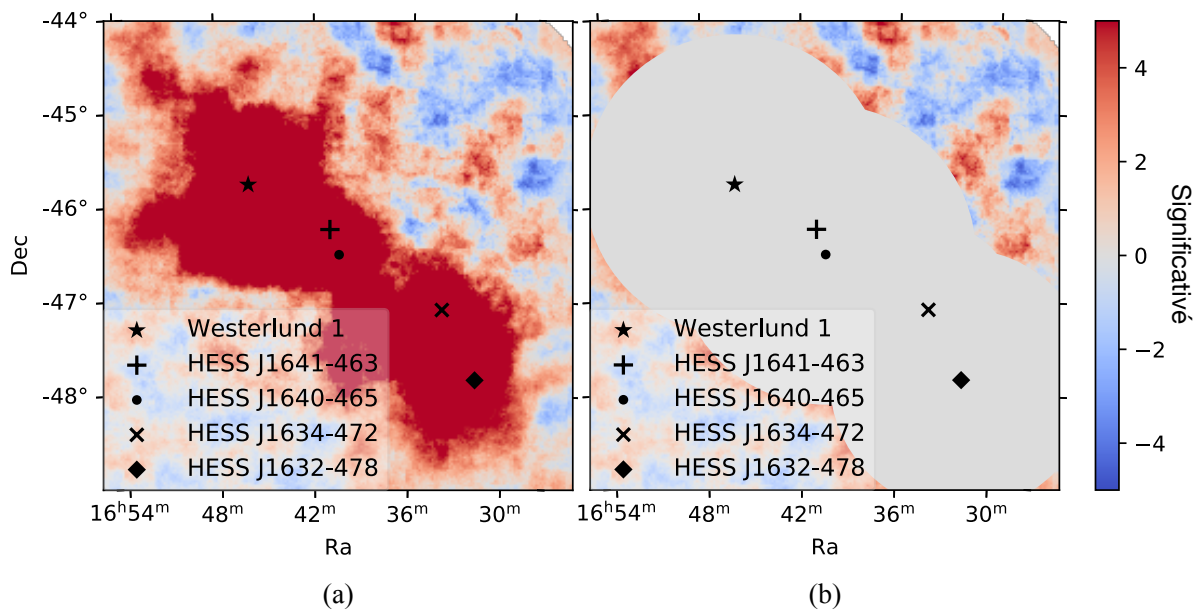 -44°
-45°
-46°
-47°
-48°
Dec
Westerlund 1
HESS J1641-463
HESS J1640-465
HESS J1634-472
HESS J1632-478
16h54m 48m 42m 36m 30m
Ra
(a)
Westerlund 1
HESS J1641-463
HESS J1640-465
HESS J1634-472
HESS J1632-478
16h54m 48m 42m 36m 30m
Ra
(b)
4
2
0
−2
−4
Significativé